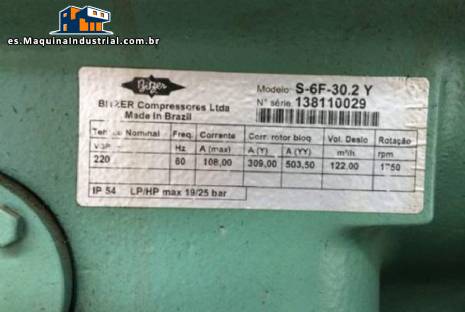 es.MaquinaIndustrial.com.br
Bitzer
Modelo: S-6F-30.2 Y
BITZER Compressores Ltda
Nº série: 138110029
Made in Brazil
Nominal Freq. Corrente Corr. rotor bloq Vol. Deslo Rotação
Hz A (max) A (Y) A (YY) m³/h rpm
220 60 108,00 309,00 503,50 122.00 1750
IP 54 LP/HP max 19/25 bar